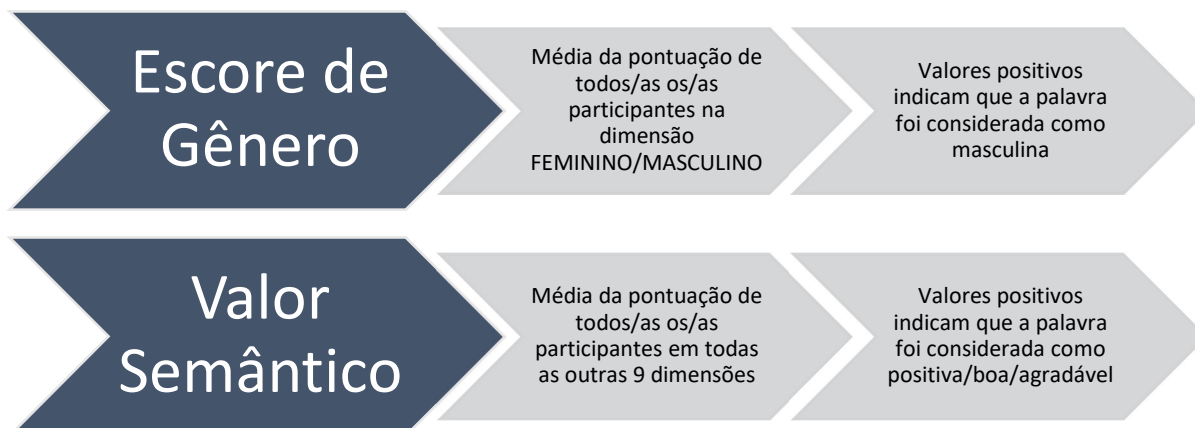 Escore de
Gênero
Média da pontuação de
todos/as os/as
participantes na
dimensão
FEMININO/MASCULINO
Valores positivos
indicam que a palavra
foi considerada como
masculina
Valor
Semântico
Média da pontuação de
todos/as os/as
participantes em todas
as outras 9 dimensões
Valores positivos
indicam que a palavra
foi considerada como
positiva/boa/agradável